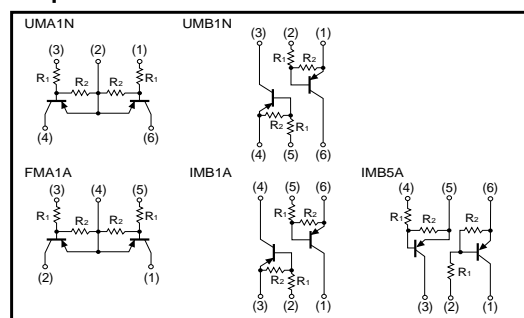 UMA1N
(3) (2) (1)
R1 R2 R2 R1
(4) (6)
UMB1N
(3) (2) (1)
R1 R2
R2 R1
(4) (5) (6)
FMA1A
(3) (4) (5)
R1 R2 R2 R1
(2) (1)
IMB1A
(4) (5) (6)
R1 R2
R2 R1
(3) (2) (1)
IMB5A
(4) (5) (6)
R1 R2 R2
R1
(3) (2) (1)